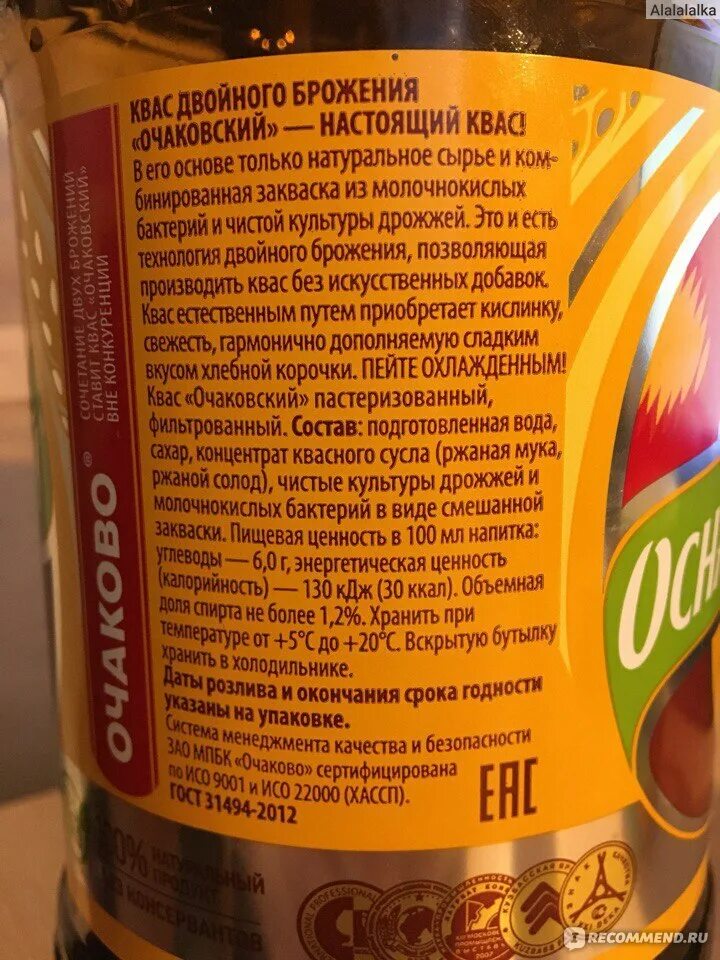 Alalalalka
КВАС ДВОЙНОГО БРОЖЕНИЯ
«ОЧАКОВСКИЙ» — НАСТОЯЩИЙ КВАС!
В его основе только натуральное сырье и ком-
бинированная закваска из молочнокислых
бактерий и чистой культуры дрожжей. Это и есть
технология двойного брожения, позволяющая
производить квас без искусственных добавок.
Квас естественным путем приобретает кислинку,
свежесть, гармонично дополняемую сладким
вкусом хлебной корочки. ПЕЙТЕ ОХЛАЖДЕННЫМ!
Квас «Очаковский» пастеризованный,
фильтрованный. Состав: подготовленная вода,
сахар, концентрат квасного сусла (ржаная мука,
ржаной солод), чистые культуры дрожжей и
молочнокислых бактерий в виде смешанной
закваски. Пищевая ценность в 100 мл напитка:
углеводы — 6,0 г, энергетическая ценность
(калорийность) — 130 кДж (30 ккал). Объемная
доля спирта не более 1,2%. Хранить при
температуре от +5°С до +20°С. Вскрытую бутылку
хранить в холодильнике.
Даты розлива и окончания срока годности
указаны на упаковке.
Система менеджмента качества и безопасности
ЗАО МПБК «Очаково» сертифицирована
по ИСО 9001 и ИСО 22000 (ХАССП).
ГОСТ 31494-2012
EAC
СОЧЕТАНИЕ ДВУХ БРОЖЕНИЙ
СТАВИТ КВАС «ОЧАКОВСКИЙ»
ВНЕ КОНКУРЕНЦИИ
ОЧАКОВО®
OCH
НАТУРАЛЬНЫЙ
ПРОДУКТ
БЕЗ КОНСЕРВАНТОВ
RECOMMEND.RU